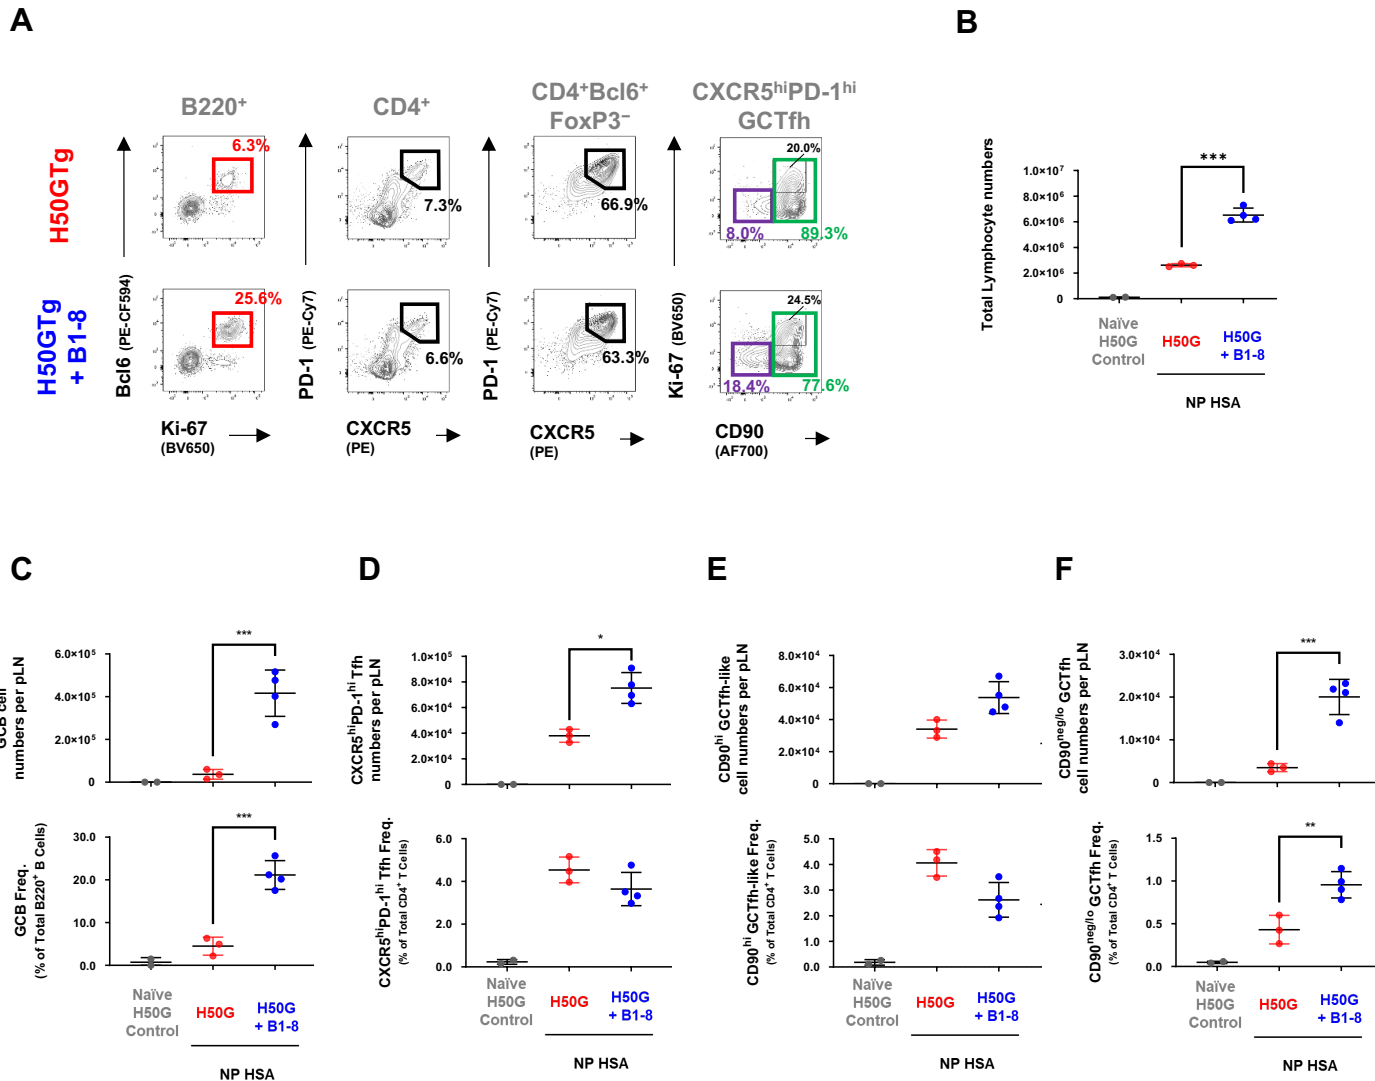 A
B220⁺
CD4⁺
CD4⁺Bcl6⁺
FoxP3⁻
CXCR5ʰⁱPD-1ʰⁱ
GCTfh
H50GTg
Bcl6 (PE-CF594)
PD-1 (PE-Cy7)
PD-1 (PE-Cy7)
Ki-67 (BV650)
6.3%
7.3%
66.9%
20.0%
8.0%
89.3%
H50GTg
+ B1-8
25.6%
6.6%
63.3%
24.5%
18.4%
77.6%
Ki-67
(BV650)
CXCR5
(PE)
CXCR5
(PE)
CD90
(AF700)
B
Total Lymphocyte numbers
1.0×10⁷
8.0×10⁶
6.0×10⁶
4.0×10⁶
2.0×10⁶
0
***
Naïve
H50G
Control
H50G
H50G
+ B1-8
NP HSA
C
GCB cell
numbers per pLN
6.0×10⁵
4.0×10⁵
2.0×10⁵
0
***
GCB Freq.
(% of Total B220⁺ B Cells)
30.0
20.0
10.0
0.0
***
Naïve
H50G
Control
H50G
H50G
+ B1-8
NP HSA
D
CXCR5ʰⁱPD-1ʰⁱ Tfh
numbers per pLN
1.0×10⁵
8.0×10⁴
6.0×10⁴
4.0×10⁴
2.0×10⁴
0
*
CXCR5ʰⁱPD-1ʰⁱ Tfh Freq.
(% of Total CD4⁺ T Cells)
6.0
4.0
2.0
0.0
Naïve
H50G
Control
H50G
H50G
+ B1-8
NP HSA
E
CD90ʰⁱ GCTfh-like
cell numbers per pLN
8.0×10⁴
6.0×10⁴
4.0×10⁴
2.0×10⁴
0
CD90ʰⁱ GCTfh-like Freq.
(% of Total CD4⁺ T Cells)
5.0
4.0
3.0
2.0
1.0
0.0
Naïve
H50G
Control
H50G
H50G
+ B1-8
NP HSA
F
CD90ⁿᵉᵍ/ˡᵒ GCTfh
cell numbers per pLN
3.0×10⁴
2.0×10⁴
1.0×10⁴
0
***
CD90ⁿᵉᵍ/ˡᵒ GCTfh Freq.
(% of Total CD4⁺ T Cells)
1.5
1.0
0.5
0.0
**
Naïve
H50G
Control
H50G
H50G
+ B1-8
NP HSA